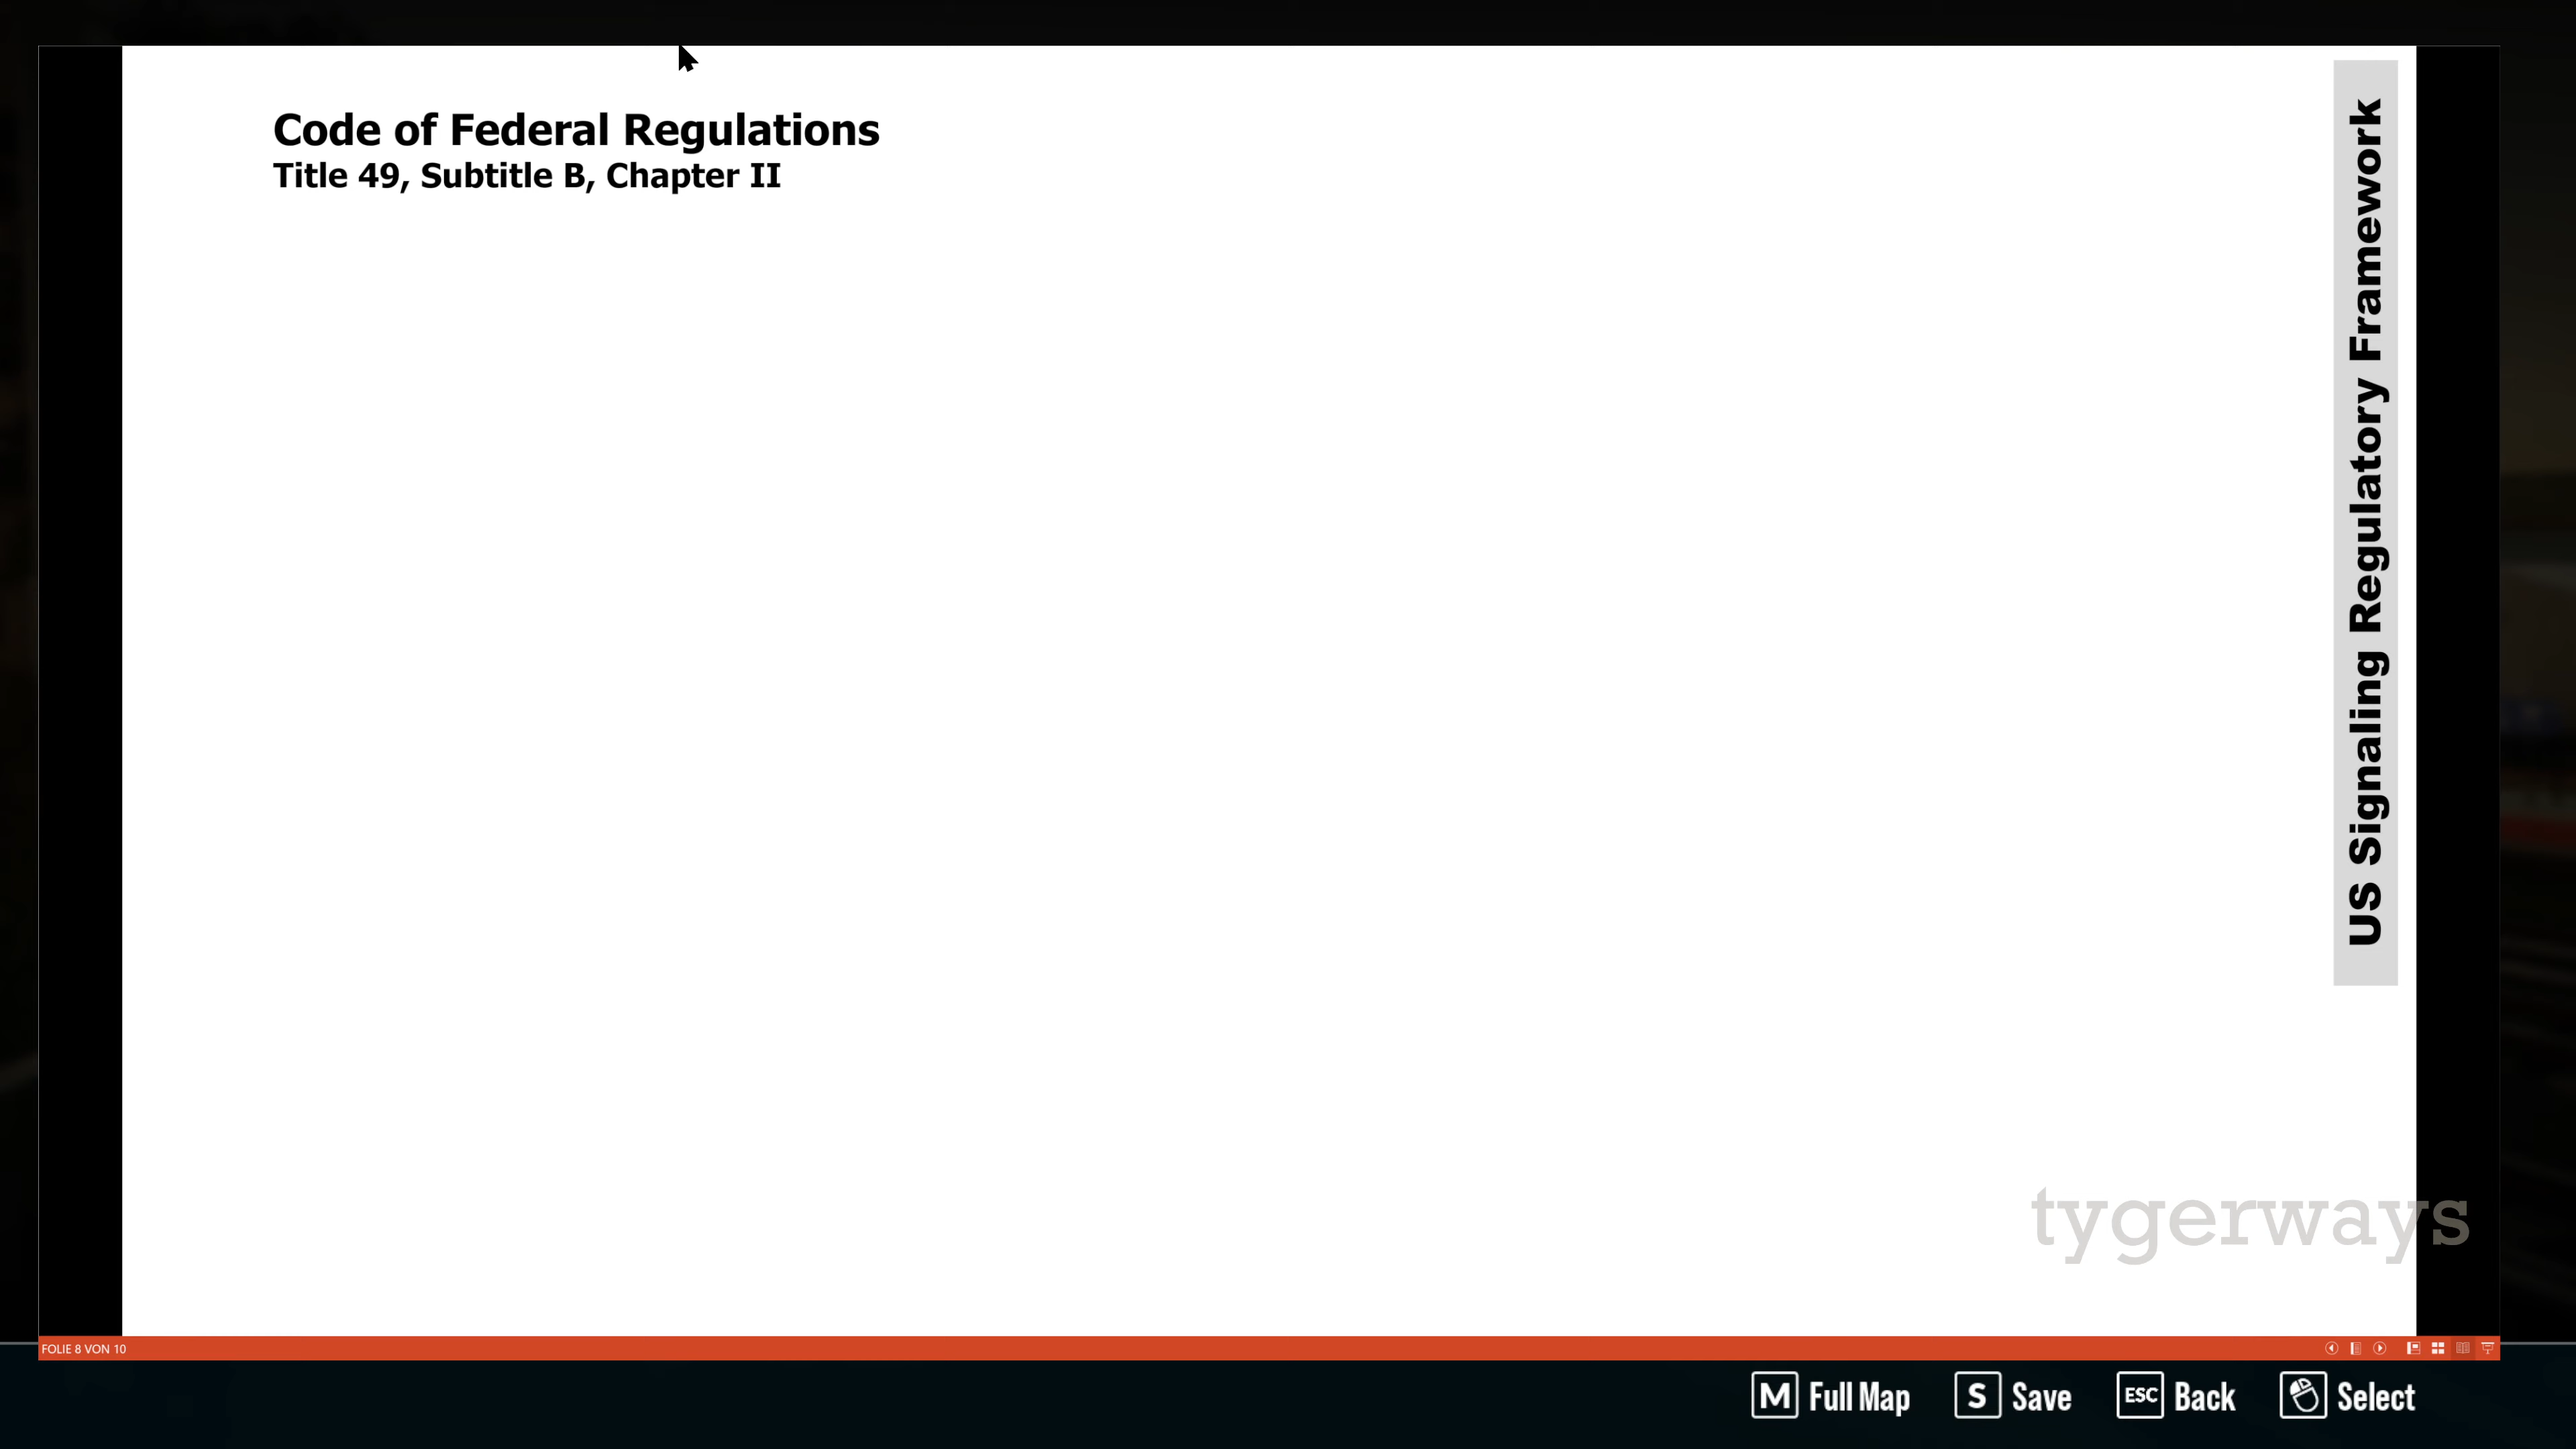 Code of Federal Regulations
Title 49, Subtitle B, Chapter II
US Signaling Regulatory Framework
tygerways
FOLIE 8 VON 10
M Full Map S Save ESC Back Select